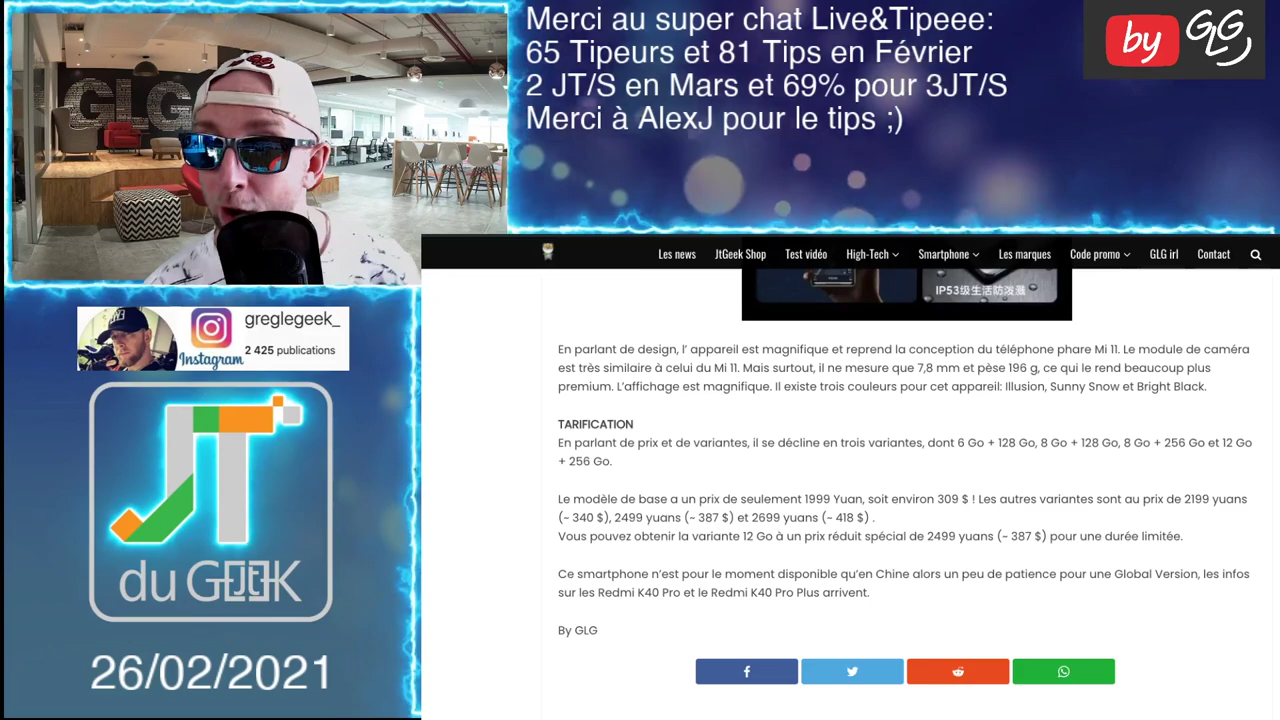 Merci au super chat Live&Tipeee:
65 Tipeurs et 81 Tips en Février
2 JT/S en Mars et 69% pour 3JT/S
Merci à AlexJ pour le tips ;)
by GLG
GLG
Les news JtGeek Shop Test vidéo High-Tech Smartphone Les marques Code promo GLG irl Contact
IP53级生活防泼溅
greglegeek_
2 425 publications
Instagram
En parlant de design, l’ appareil est magnifique et reprend la conception du téléphone phare Mi 11. Le module de caméra
est très similaire à celui du Mi 11. Mais surtout, il ne mesure que 7,8 mm et pèse 196 g, ce qui le rend beaucoup plus
premium. L’affichage est magnifique. Il existe trois couleurs pour cet appareil: Illusion, Sunny Snow et Bright Black.
TARIFICATION
En parlant de prix et de variantes, il se décline en trois variantes, dont 6 Go + 128 Go, 8 Go + 128 Go, 8 Go + 256 Go et 12 Go
+ 256 Go.
Le modèle de base a un prix de seulement 1999 Yuan, soit environ 309 $ ! Les autres variantes sont au prix de 2199 yuans
(~ 340 $), 2499 yuans (~ 387 $) et 2699 yuans (~ 418 $) .
Vous pouvez obtenir la variante 12 Go à un prix réduit spécial de 2499 yuans (~ 387 $) pour une durée limitée.
Ce smartphone n’est pour le moment disponible qu’en Chine alors un peu de patience pour une Global Version, les infos
sur les Redmi K40 Pro et le Redmi K40 Pro Plus arrivent.
By GLG
JT
du GEEK
26/02/2021